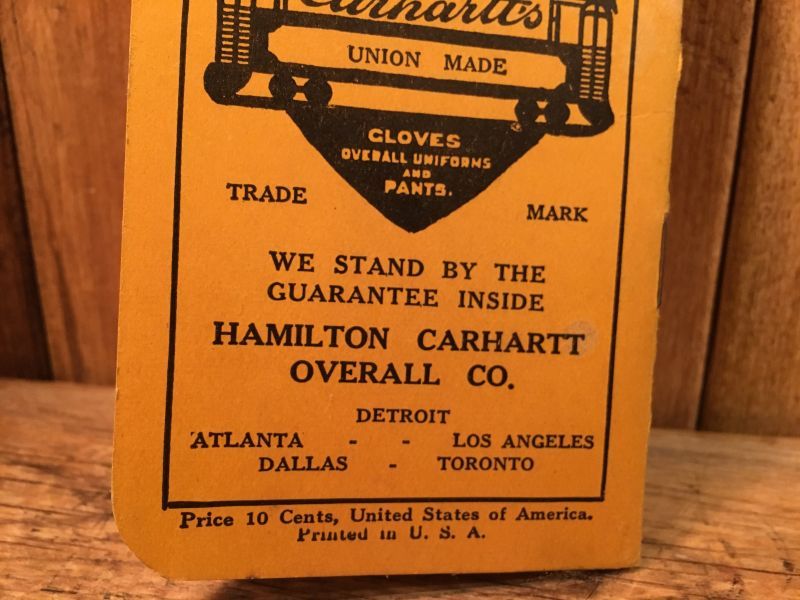 Carhartt's
UNION MADE
GLOVES
OVERALL UNIFORMS
AND
PANTS.
TRADE MARK
WE STAND BY THE
GUARANTEE INSIDE
HAMILTON CARHARTT
OVERALL CO.
DETROIT
ATLANTA - - LOS ANGELES
DALLAS - TORONTO
Price 10 Cents, United States of America.
Printed in U. S. A.